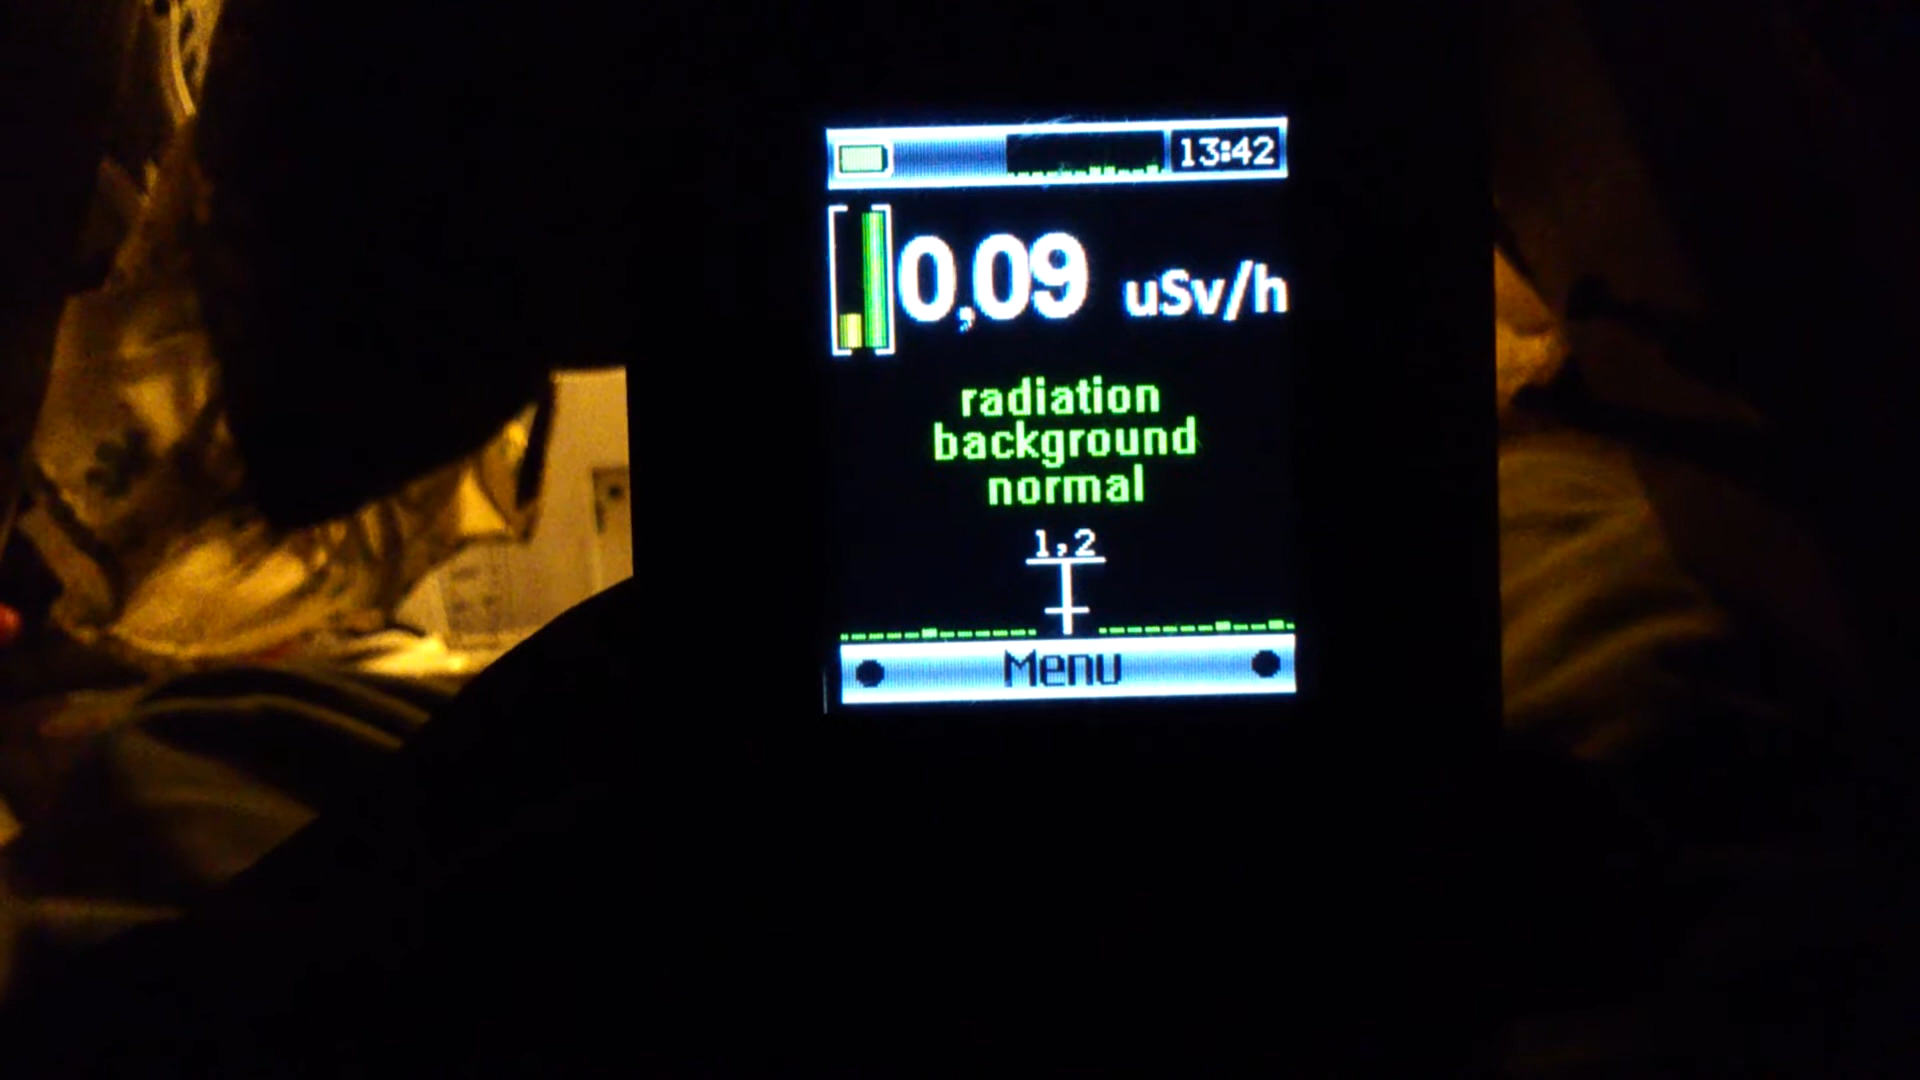 13:42
0,09 uSv/h
radiation
background
normal
1,2
Menu